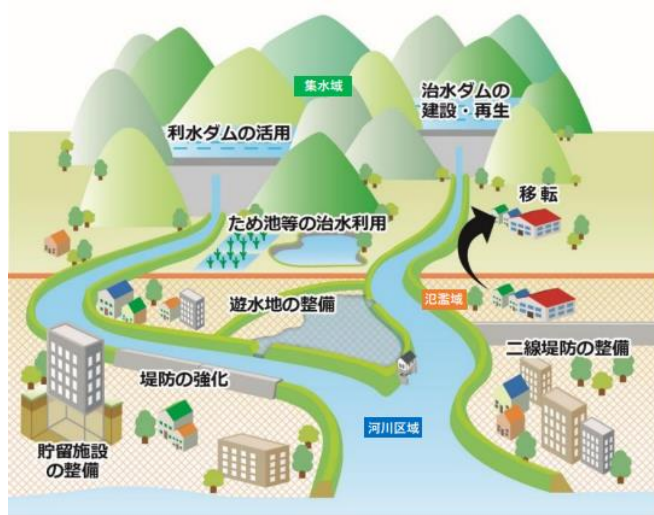 集水域
治水ダムの
建設・再生
利水ダムの活用
移転
ため池等の治水利用
氾濫域
遊水地の整備
二線堤防の整備
堤防の強化
河川区域
貯留施設
の整備